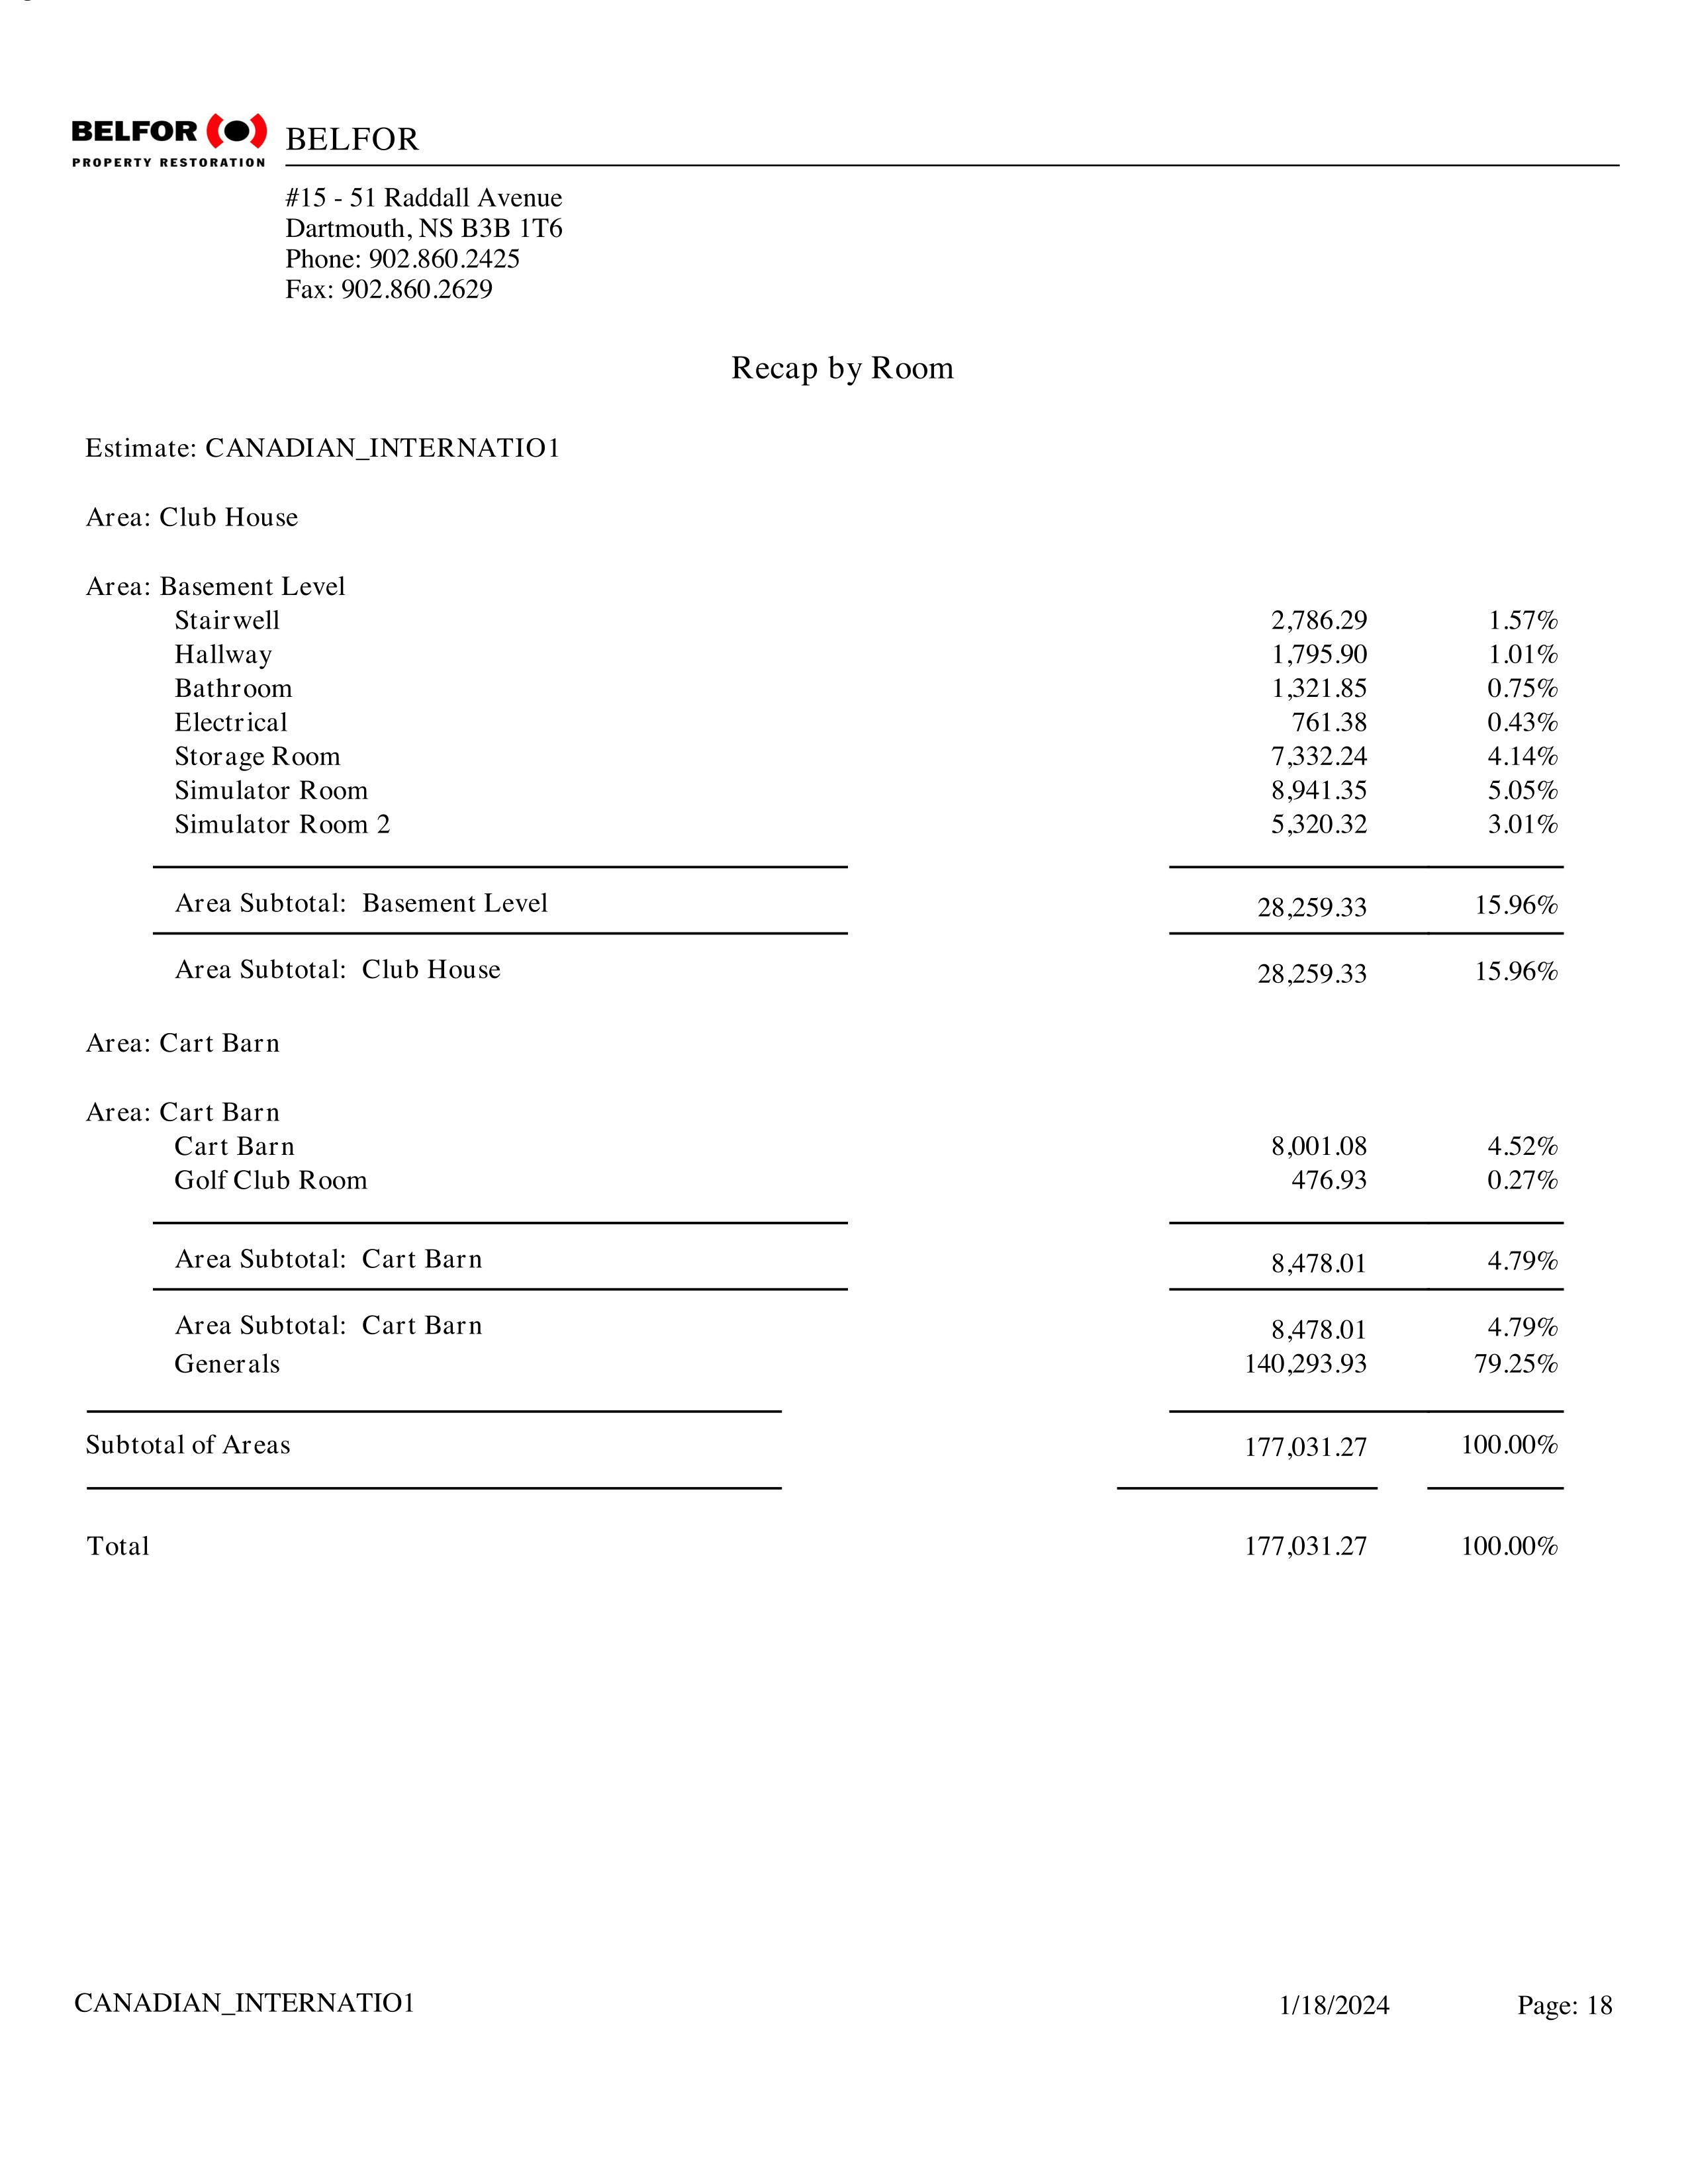 BELFOR
PROPERTY RESTORATION
BELFOR
#15 - 51 Raddall Avenue
Dartmouth, NS B3B 1T6
Phone: 902.860.2425
Fax: 902.860.2629
Recap by Room
Estimate: CANADIAN_INTERNATIO1
Area: Club House
Area: Basement Level
Stairwell 2,786.29 1.57%
Hallway 1,795.90 1.01%
Bathroom 1,321.85 0.75%
Electrical 761.38 0.43%
Storage Room 7,332.24 4.14%
Simulator Room 8,941.35 5.05%
Simulator Room 2 5,320.32 3.01%
Area Subtotal: Basement Level 28,259.33 15.96%
Area Subtotal: Club House 28,259.33 15.96%
Area: Cart Barn
Area: Cart Barn
Cart Barn 8,001.08 4.52%
Golf Club Room 476.93 0.27%
Area Subtotal: Cart Barn 8,478.01 4.79%
Area Subtotal: Cart Barn 8,478.01 4.79%
Generals 140,293.93 79.25%
Subtotal of Areas 177,031.27 100.00%
Total 177,031.27 100.00%
CANADIAN_INTERNATIO1 1/18/2024 Page: 18